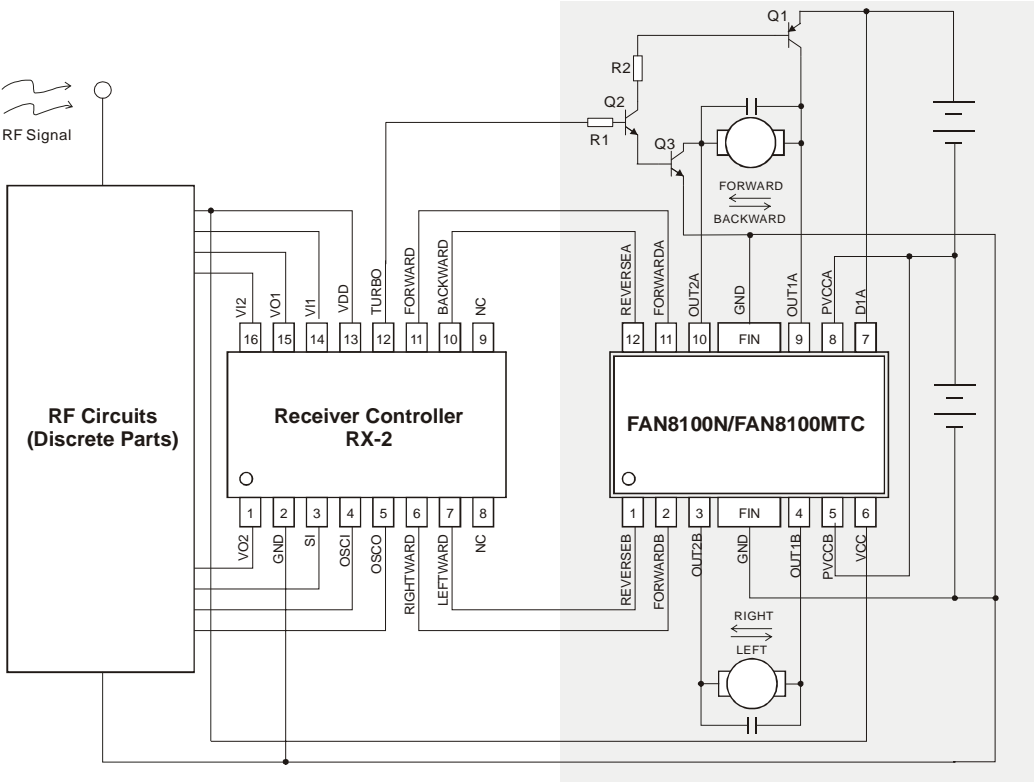 Q1
R2
Q2
R1
Q3
RF Signal
FORWARD
BACKWARD
VI2
VO1
VI1
VDD
TURBO
FORWARD
BACKWARD
NC
REVERSEA
FORWARDA
OUT2A
GND
OUT1A
PVCCA
D1A
16
15
14
13
12
11
10
9
12
11
10
FIN
9
8
7
RF Circuits
(Discrete Parts)
Receiver Controller
RX-2
FAN8100N/FAN8100MTC
1
2
3
4
5
6
7
8
1
2
3
FIN
4
5
6
VO2
GND
SI
OSCI
OSCO
RIGHTWARD
LEFTWARD
NC
REVERSEB
FORWARDB
OUT2B
GND
OUT1B
PVCCB
VCC
RIGHT
LEFT